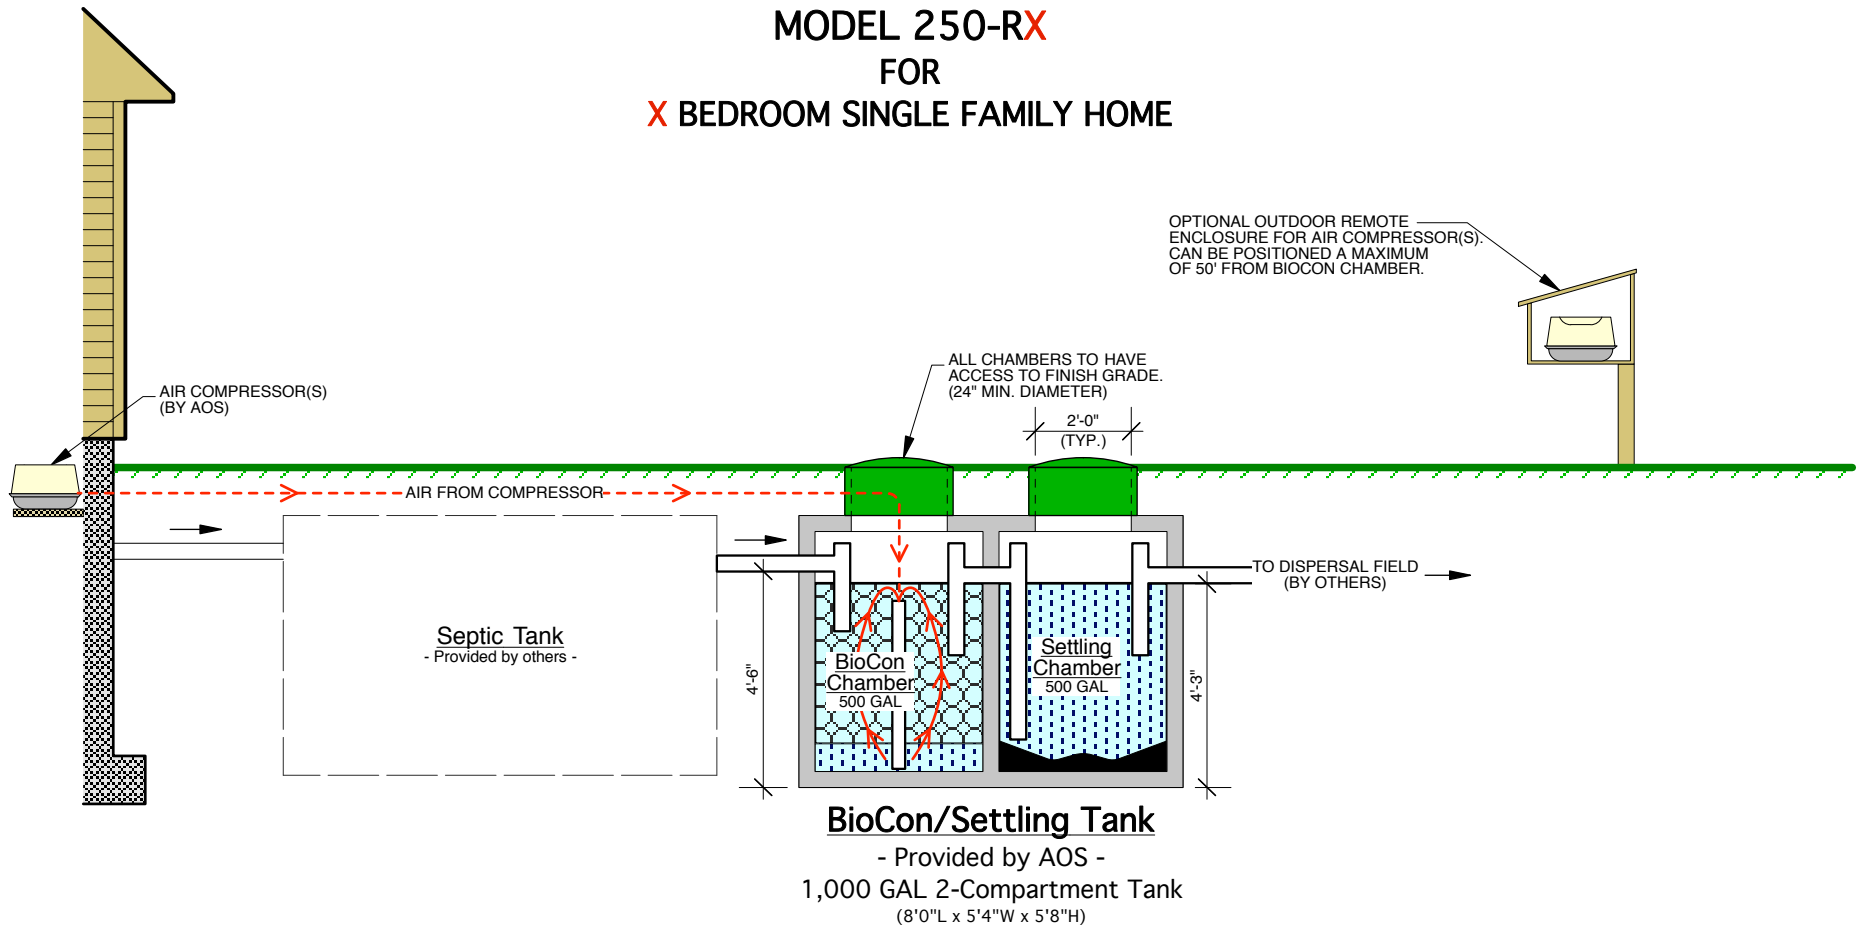 MODEL 250-RX
FOR
X BEDROOM SINGLE FAMILY HOME
OPTIONAL OUTDOOR REMOTE
ENCLOSURE FOR AIR COMPRESSOR(S).
CAN BE POSITIONED A MAXIMUM
OF 50' FROM BIOCON CHAMBER.
ALL CHAMBERS TO HAVE
ACCESS TO FINISH GRADE.
(24" MIN. DIAMETER)
AIR COMPRESSOR(S)
(BY AOS)
2'-0"
(TYP.)
AIR FROM COMPRESSOR
TO DISPERSAL FIELD
(BY OTHERS)
Septic Tank
- Provided by others -
4'-6"
BioCon
Chamber
500 GAL
Settling
Chamber
500 GAL
4'-3"
BioCon/Settling Tank
- Provided by AOS -
1,000 GAL 2-Compartment Tank
(8'0"L x 5'4"W x 5'8"H)